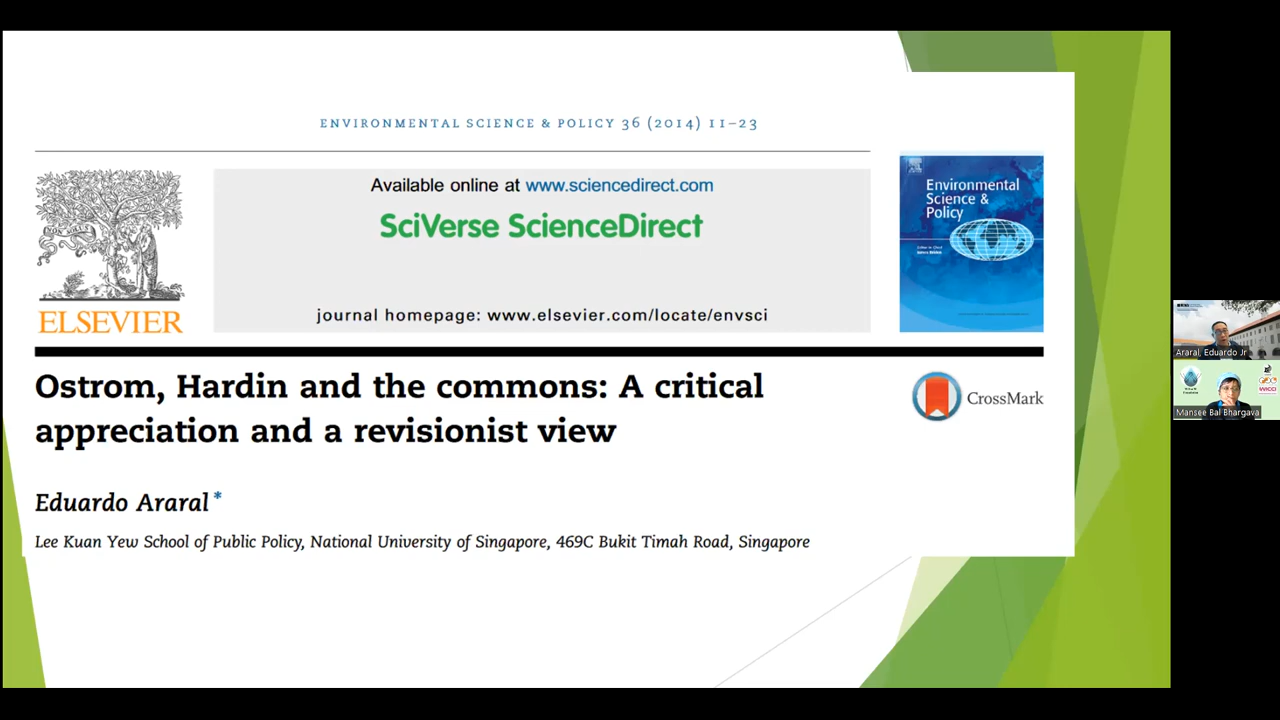 ENVIRONMENTAL SCIENCE & POLICY 36 (2014) 11–23
NON SOLUS
ELSEVIER
Available online at www.sciencedirect.com
SciVerse ScienceDirect
journal homepage: www.elsevier.com/locate/envsci
Environmental
Science &
Policy
Ostrom, Hardin and the commons: A critical
appreciation and a revisionist view
CrossMark
Eduardo Araral*
Lee Kuan Yew School of Public Policy, National University of Singapore, 469C Bukit Timah Road, Singapore
Araral, Eduardo Jr
Mansee Bal Bhargava